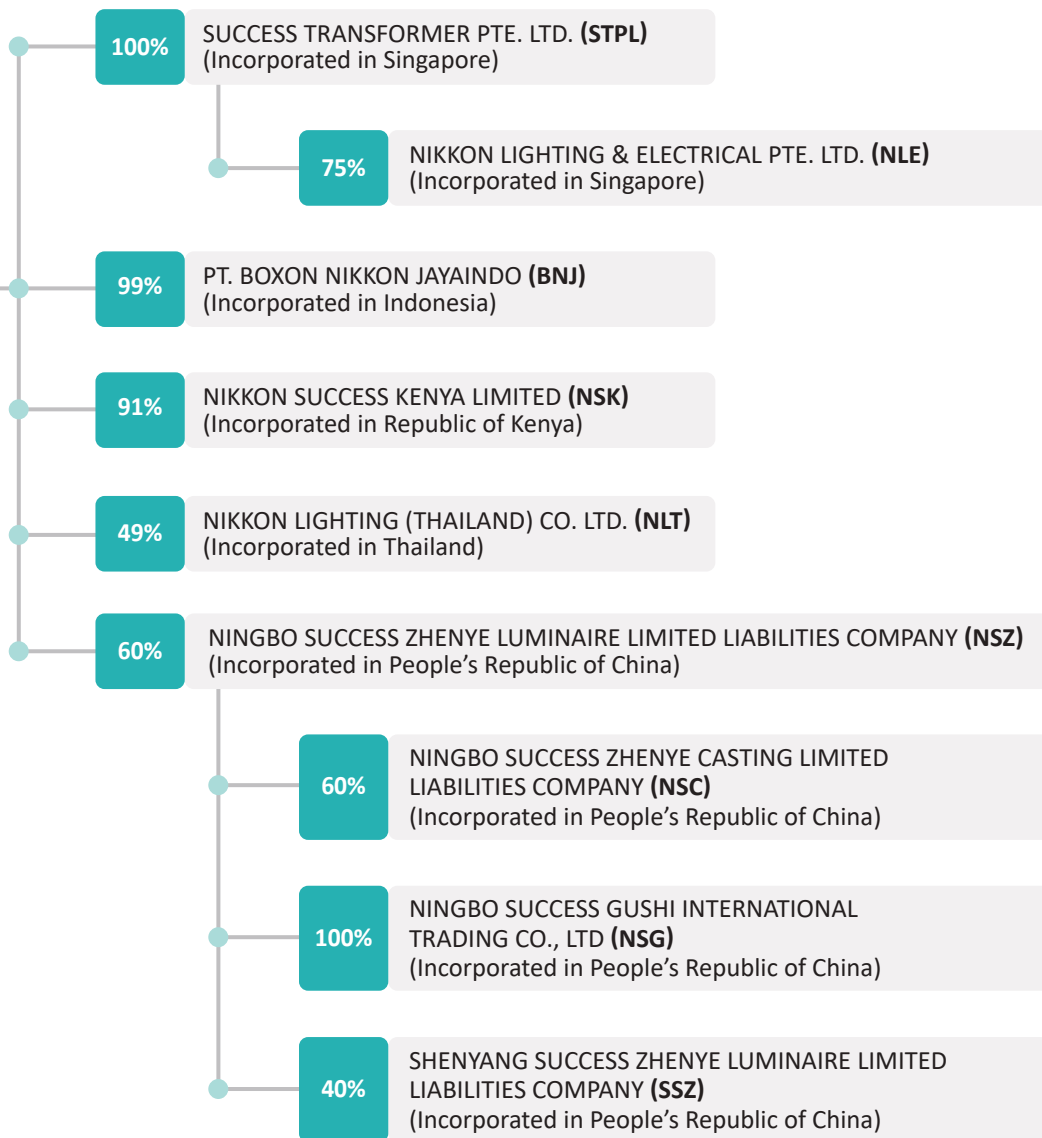 100%
SUCCESS TRANSFORMER PTE. LTD. (STPL)
(Incorporated in Singapore)
75%
NIKKON LIGHTING & ELECTRICAL PTE. LTD. (NLE)
(Incorporated in Singapore)
99%
PT. BOXON NIKKON JAYAINDO (BNJ)
(Incorporated in Indonesia)
91%
NIKKON SUCCESS KENYA LIMITED (NSK)
(Incorporated in Republic of Kenya)
49%
NIKKON LIGHTING (THAILAND) CO. LTD. (NLT)
(Incorporated in Thailand)
60%
NINGBO SUCCESS ZHENYE LUMINAIRE LIMITED LIABILITIES COMPANY (NSZ)
(Incorporated in People’s Republic of China)
60%
NINGBO SUCCESS ZHENYE CASTING LIMITED
LIABILITIES COMPANY (NSC)
(Incorporated in People’s Republic of China)
100%
NINGBO SUCCESS GUSHI INTERNATIONAL
TRADING CO., LTD (NSG)
(Incorporated in People’s Republic of China)
40%
SHENYANG SUCCESS ZHENYE LUMINAIRE LIMITED
LIABILITIES COMPANY (SSZ)
(Incorporated in People’s Republic of China)